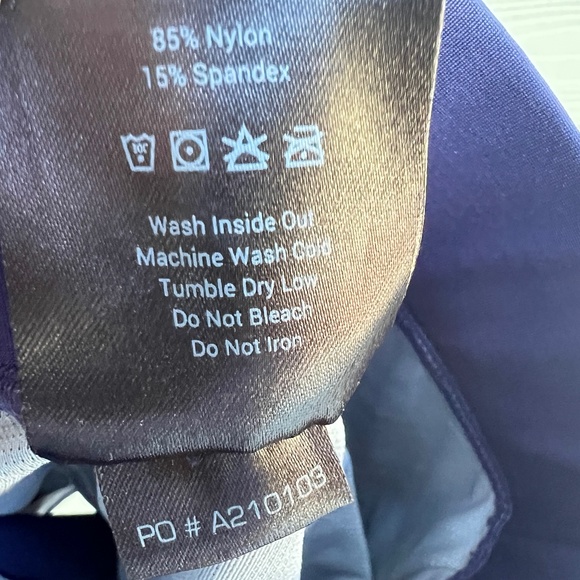 85% Nylon
15% Spandex
30°
Wash Inside Out
Machine Wash Cold
Tumble Dry Low
Do Not Bleach
Do Not Iron
PO # A210103